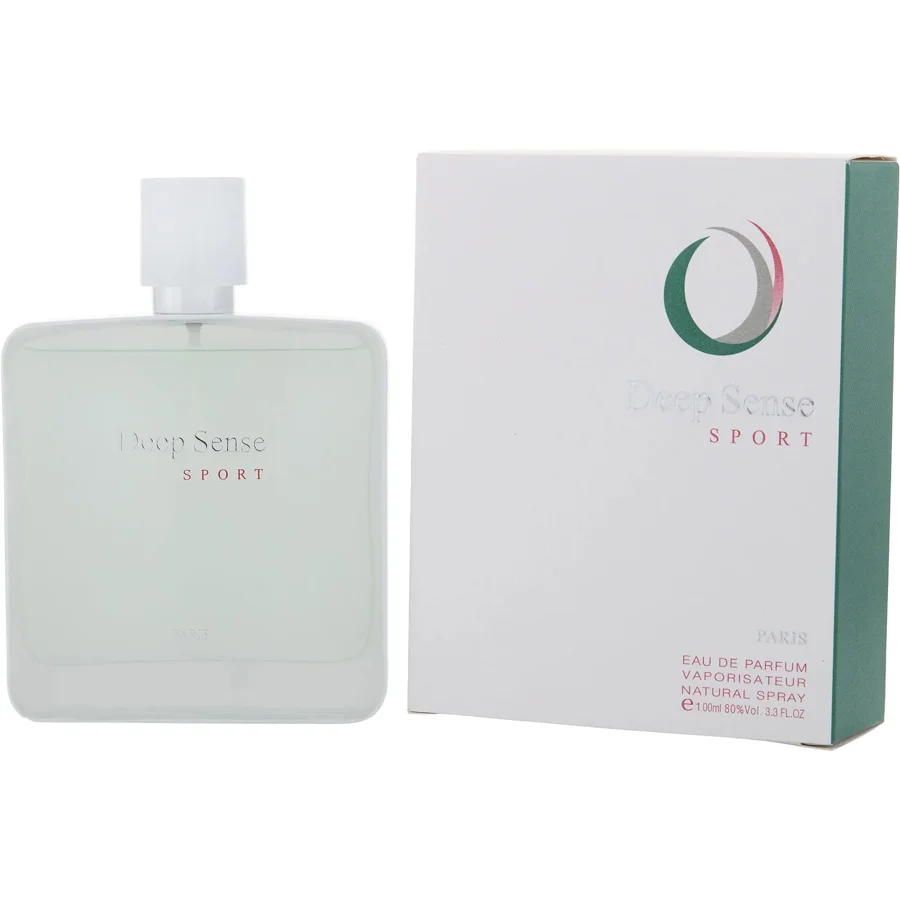 Deep Sense
SPORT
PARIS
Deep Sense
SPORT
PARIS
EAU DE PARFUM
VAPORISATEUR
NATURAL SPRAY
e100ml 80%Vol. 3.3 FL.OZ